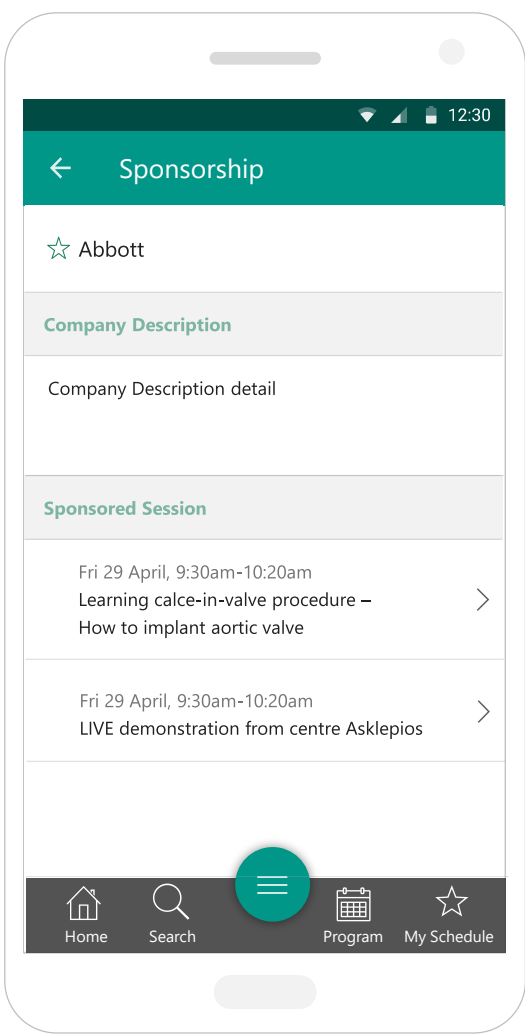 12:30
Sponsorship
Abbott
Company Description
Company Description detail
Sponsored Session
Fri 29 April, 9:30am-10:20am
Learning calce-in-valve procedure –
How to implant aortic valve
Fri 29 April, 9:30am-10:20am
LIVE demonstration from centre Asklepios
Home Search Program My Schedule